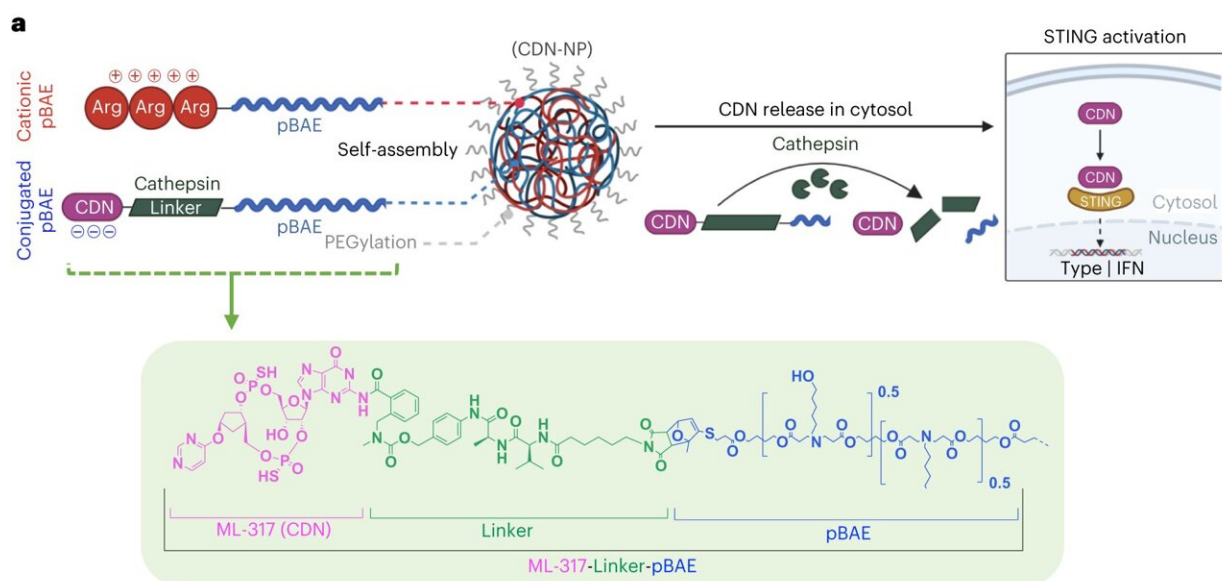 a
Cationic
pBAE
Arg Arg Arg
pBAE
Conjugated
pBAE
CDN
Cathepsin
Linker
pBAE
Self-assembly
PEGylation
(CDN-NP)
CDN release in cytosol
Cathepsin
CDN
CDN
STING activation
CDN
CDN
STING
Cytosol
Nucleus
Type | IFN
O
SH
O
P
O
O
N
N
N
N
N
H
O
O
O
HO
O
O
P
O
HS
N
N
O
N
O
O
H
N
O
N
H
O
H
N
O
O
N
O
O
S
O
O
HO
O
O
N
O
O
0.5
O
O
N
O
O
0.5
O
O
ML-317 (CDN)
Linker
pBAE
ML-317-Linker-pBAE